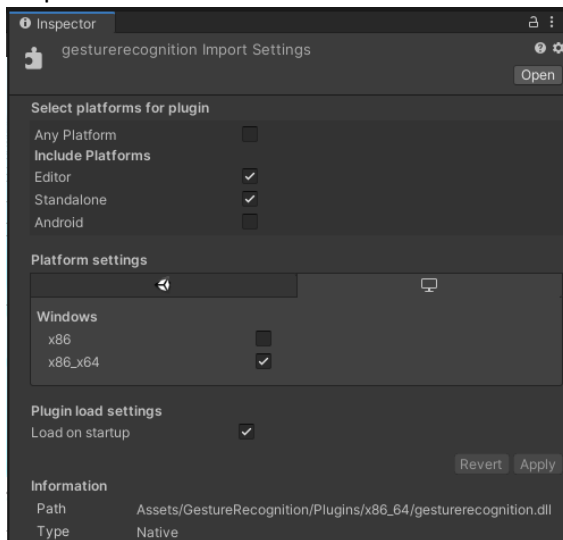 Inspector
gesturerecognition Import Settings
Open
Select platforms for plugin
Any Platform
Include Platforms
Editor
Standalone
Android
Platform settings
Windows
x86
x86_x64
Plugin load settings
Load on startup
Revert Apply
Information
Path Assets/GestureRecognition/Plugins/x86_64/gesturerecognition.dll
Type Native